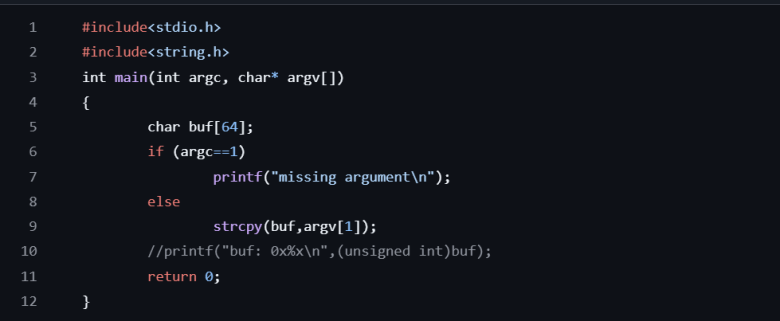 1 #include<stdio.h>
2 #include<string.h>
3 int main(int argc, char* argv[])
4 {
5 char buf[64];
6 if (argc==1)
7 printf("missing argument\n");
8 else
9 strcpy(buf,argv[1]);
10 //printf("buf: 0x%x\n",(unsigned int)buf);
11 return 0;
12 }